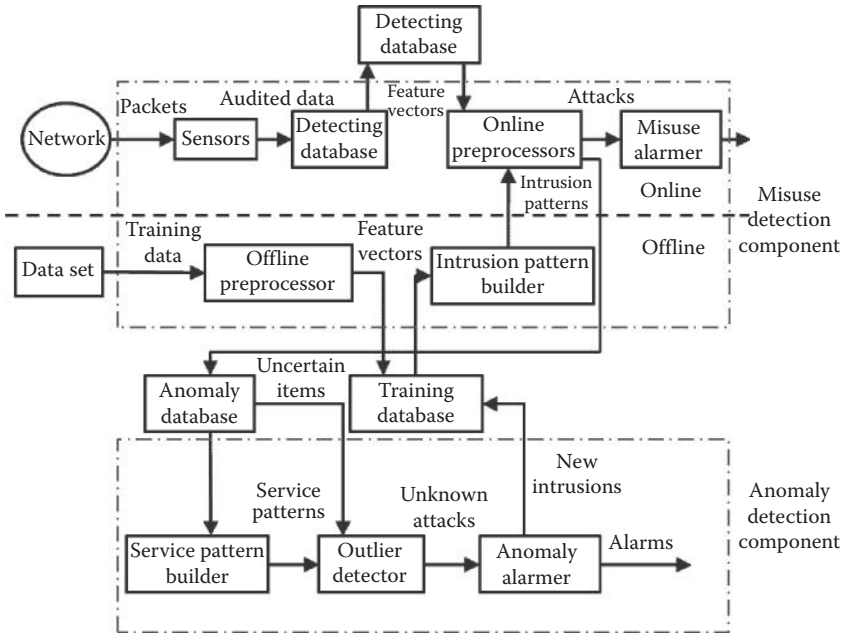 Detecting
database
Packets
Audited data
Feature
vectors
Attacks
Network
Sensors
Detecting
database
Online
preprocessors
Misuse
alarmer
Intrusion
patterns
Online
Misuse
detection
component
Training
data
Feature
vectors
Offline
Data set
Offline
preprocessor
Intrusion pattern
builder
Anomaly
database
Uncertain
items
Training
database
Service
patterns
Unknown
attacks
New
intrusions
Anomaly
detection
component
Service pattern
builder
Outlier
detector
Anomaly
alarmer
Alarms